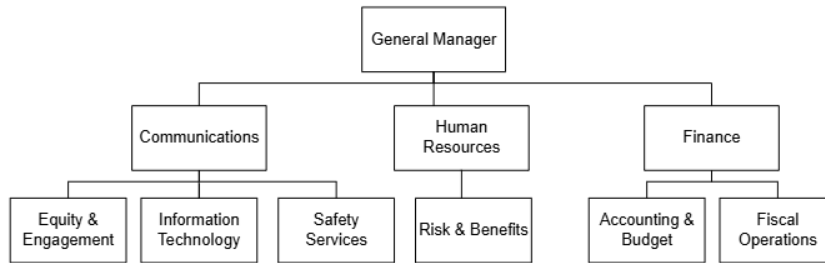 General Manager
Communications
Human
Resources
Finance
Equity &
Engagement
Information
Technology
Safety
Services
Risk & Benefits
Accounting &
Budget
Fiscal
Operations